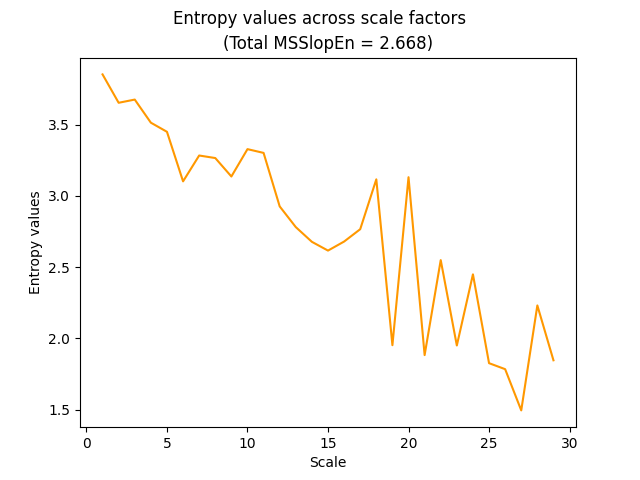 Entropy values across scale factors
(Total MSSlopEn = 2.668)
3.5
3.0
2.5
2.0
1.5
Entropy values
0 5 10 15 20 25 30
Scale